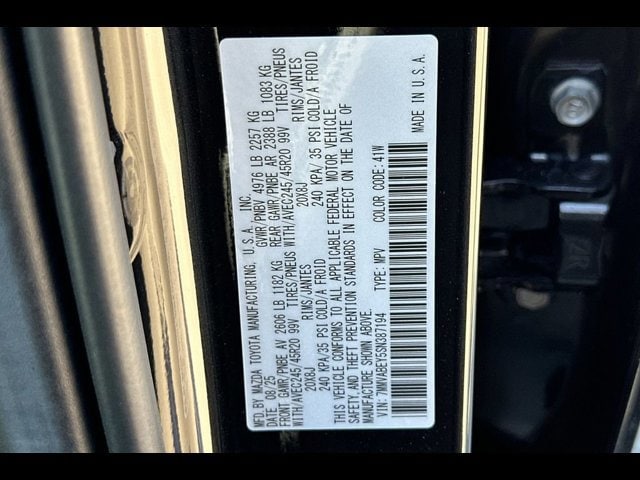 MFD.BY MAZDA TOYOTA MANUFACTURING, U.S.A. INC.
DATE 08/25 GVWR/PNBV 4976 LB 2257 KG
FRONT GAWR/PNBE AV 2606 LB 1182 KG REAR GAWR/PNBE AR 2388 LB 1083 KG
WITH/AVEC245/45R20 99V TIRES/PNEUS WITH/AVEC245/45R20 99V TIRES/PNEUS
20X8J RIMS/JANTES 20X8J RIMS/JANTES
240 KPA/35 PSI COLD/A FROID 240 KPA/ 35 PSI COLD/A FROID
THIS VEHICLE CONFORMS TO ALL APPLICABLE FEDERAL MOTOR VEHICLE
SAFETY AND THEFT PREVENTION STANDARDS IN EFFECT ON THE DATE OF
MANUFACTURE SHOWN ABOVE.
VIN: 7MMVABEY5SN387194 TYPE: MPV COLOR CODE: 41W
MADE IN U.S.A.